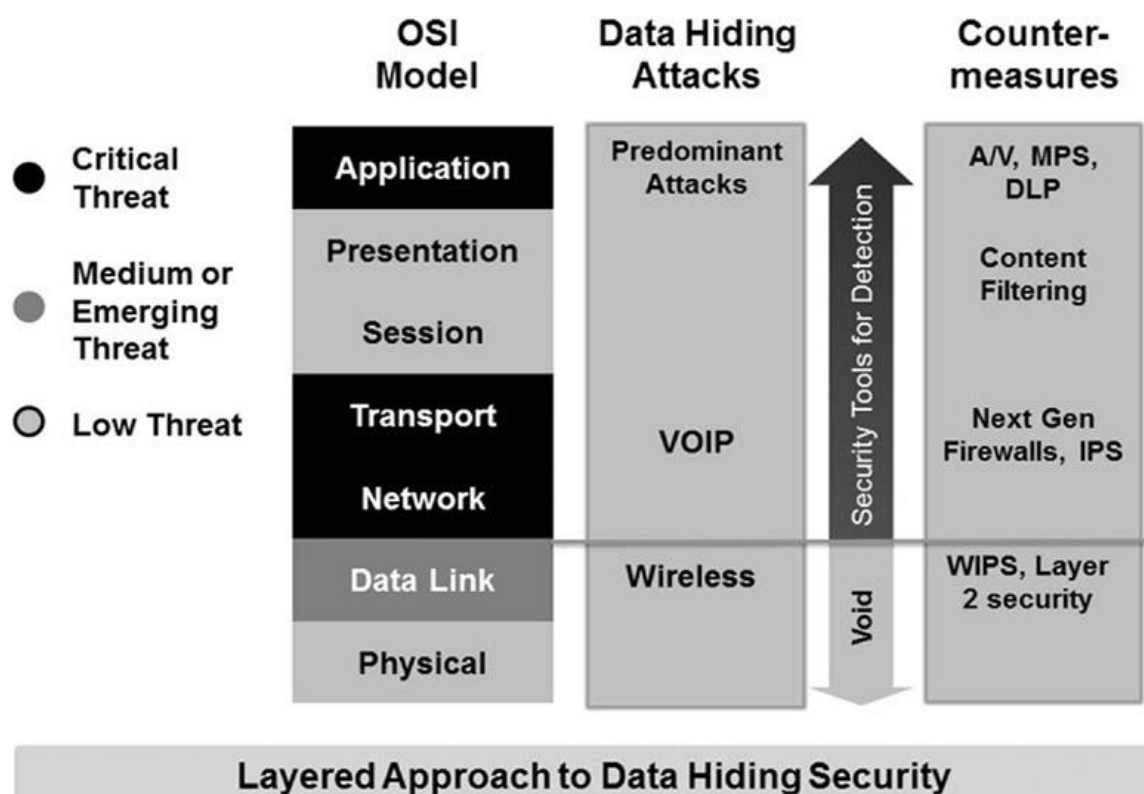 OSI
Model
Data Hiding
Attacks
Counter-
measures
Critical
Threat
Medium or
Emerging
Threat
Low Threat
Application
Presentation
Session
Transport
Network
Data Link
Physical
Predominant
Attacks
VOIP
Wireless
Security Tools for Detection
Void
A/V, MPS,
DLP
Content
Filtering
Next Gen
Firewalls, IPS
WIPS, Layer
2 security
Layered Approach to Data Hiding Security